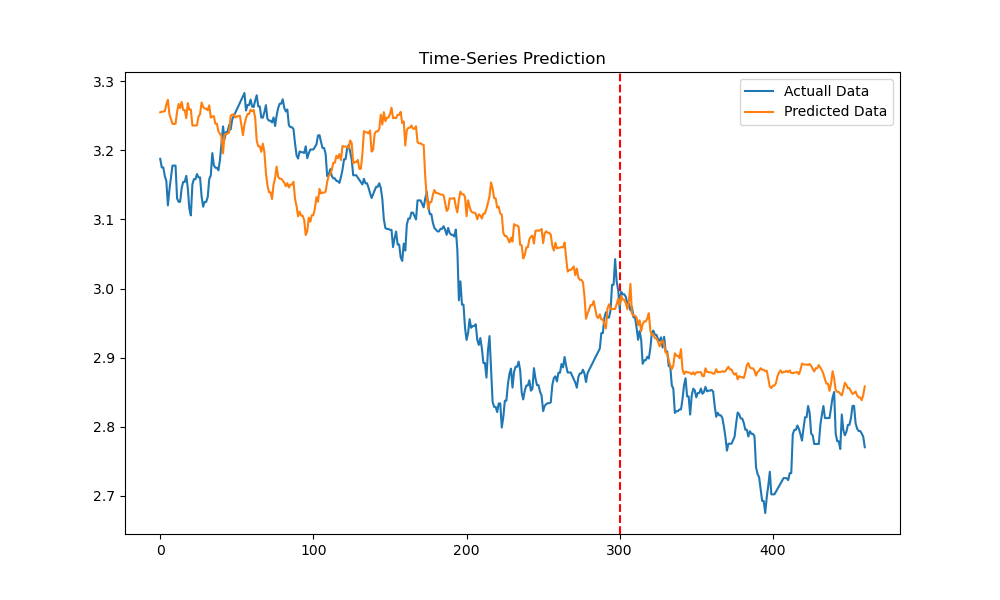 Time-Series Prediction
Actuall Data
Predicted Data
3.3
3.2
3.1
3.0
2.9
2.8
2.7
0 100 200 300 400